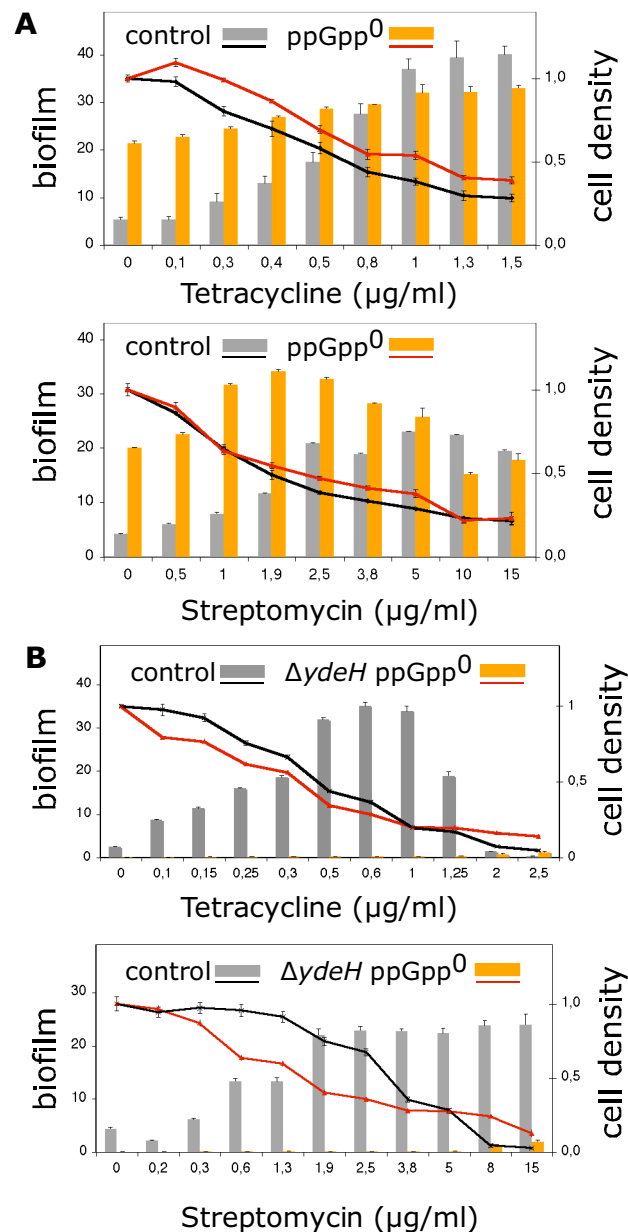 A
control ppGpp0
biofilm
40
30
20
10
0
1,0
0,5
0,0
cell density
0 0,1 0,3 0,4 0,5 0,8 1 1,3 1,5
Tetracycline (µg/ml)
control ppGpp0
biofilm
40
30
20
10
0
1,0
0,5
0,0
cell density
0 0,5 1 1,9 2,5 3,8 5 10 15
Streptomycin (µg/ml)
B
control ΔydeH ppGpp0
biofilm
40
30
20
10
0
1
0,5
0
cell density
0 0,1 0,15 0,25 0,3 0,5 0,6 1 1,25 2 2,5
Tetracycline (µg/ml)
control ΔydeH ppGpp0
biofilm
30
20
10
0
1,0
0,5
0,0
cell density
0 0,2 0,3 0,6 1,3 1,9 2,5 3,8 5 8 15
Streptomycin (µg/ml)